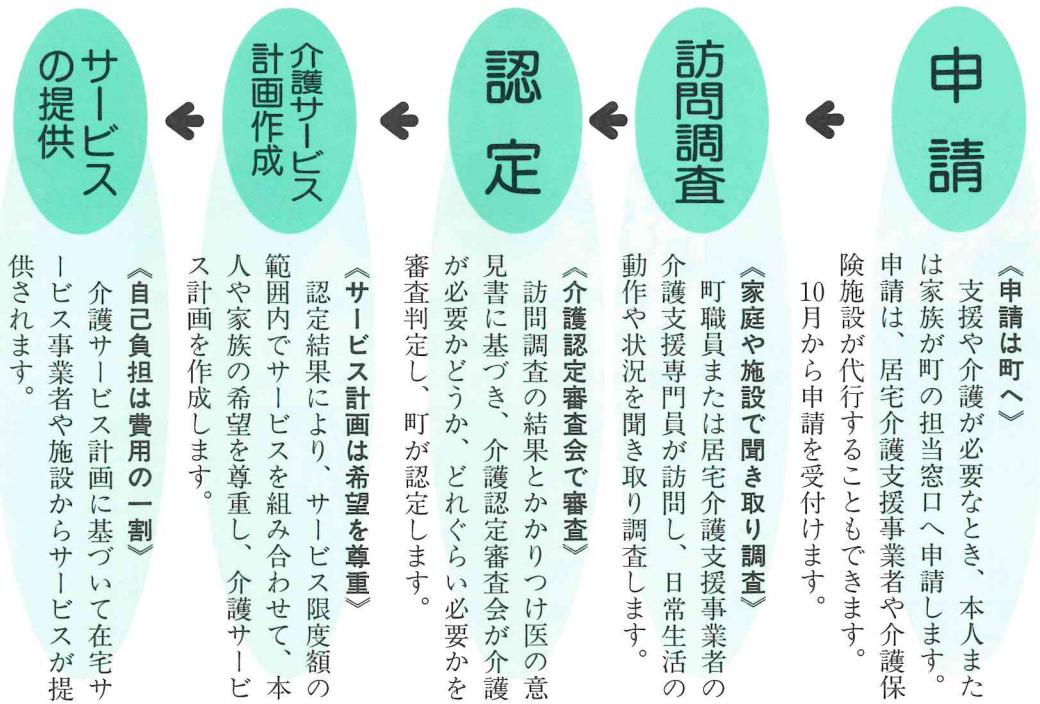 申請
《申請は町へ》
支援や介護が必要なとき、本人また
は家族が町の担当窓口へ申請します。
申請は、居宅介護支援事業者や介護保
険施設が代行することもできます。
10月から申請を受付けます。
訪問調査
《家庭や施設で聞き取り調査》
町職員または居宅介護支援事業者の
介護支援専門員が訪問し、日常生活の
動作や状況を聞き取り調査します。
認定
《介護認定審査会で審査》
訪問調査の結果とかかりつけ医の意
見書に基づき、介護認定審査会が介護
が必要かどうか、どれぐらい必要かを
審査判定し、町が認定します。
介護サービス
計画作成
《サービス計画は希望を尊重》
認定結果により、サービス限度額の
範囲内でサービスを組み合わせて、本
人や家族の希望を尊重し、介護サービ
ス計画を作成します。
サービス
の提供
《自己負担は費用の一割》
介護サービス計画に基づいて在宅サ
ービス事業者や施設からサービスが提
供されます。